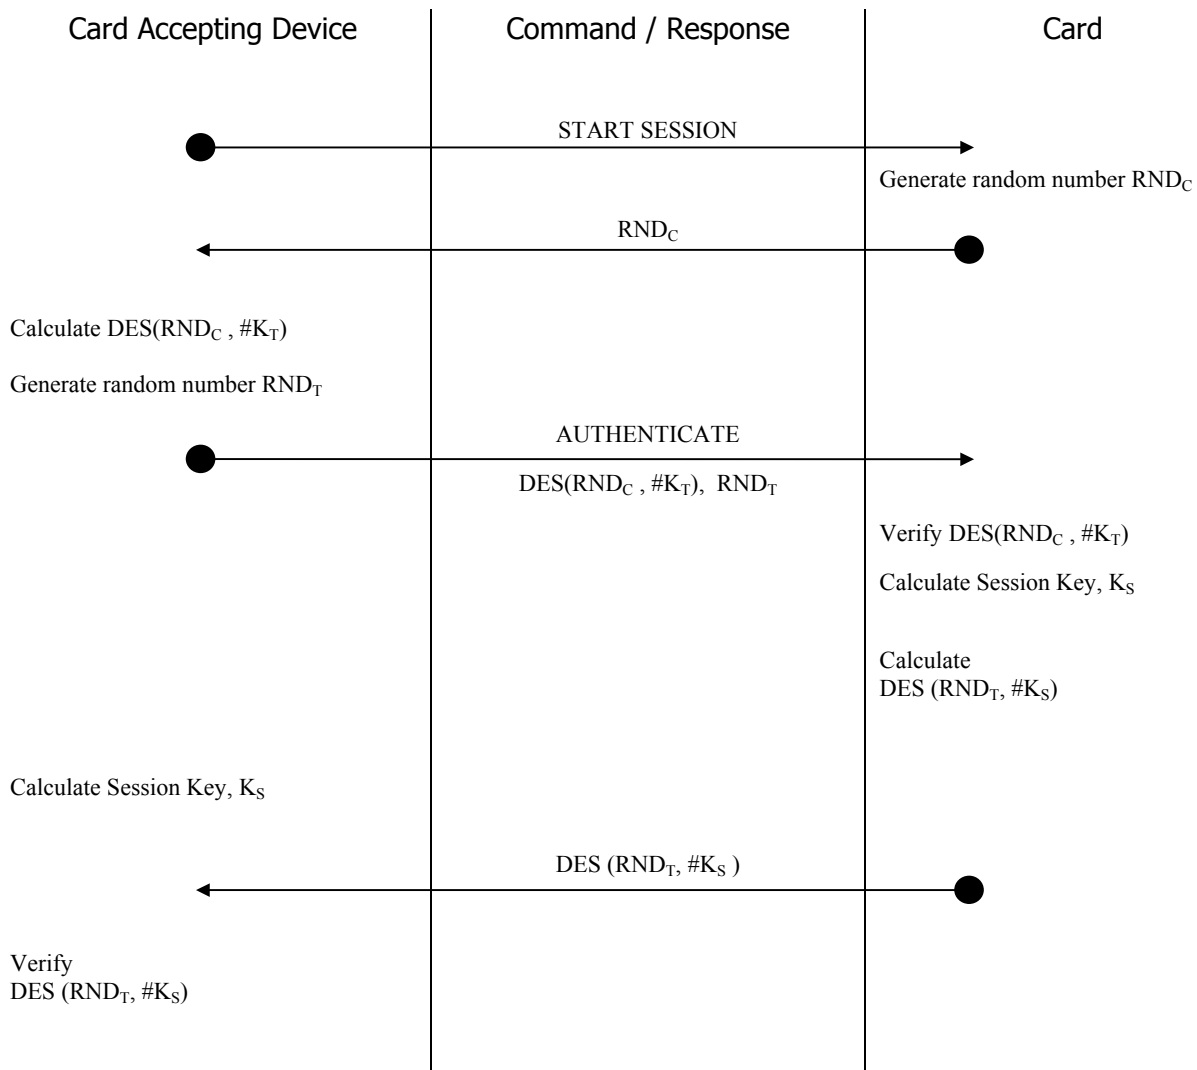 Card Accepting Device
Command / Response
Card
START SESSION
Generate random number RND_C
RND_C
Calculate DES(RND_C , #K_T)
Generate random number RND_T
AUTHENTICATE
DES(RND_C , #K_T), RND_T
Verify DES(RND_C , #K_T)
Calculate Session Key, K_S
Calculate
DES (RND_T, #K_S)
Calculate Session Key, K_S
DES (RND_T, #K_S )
Verify
DES (RND_T, #K_S)